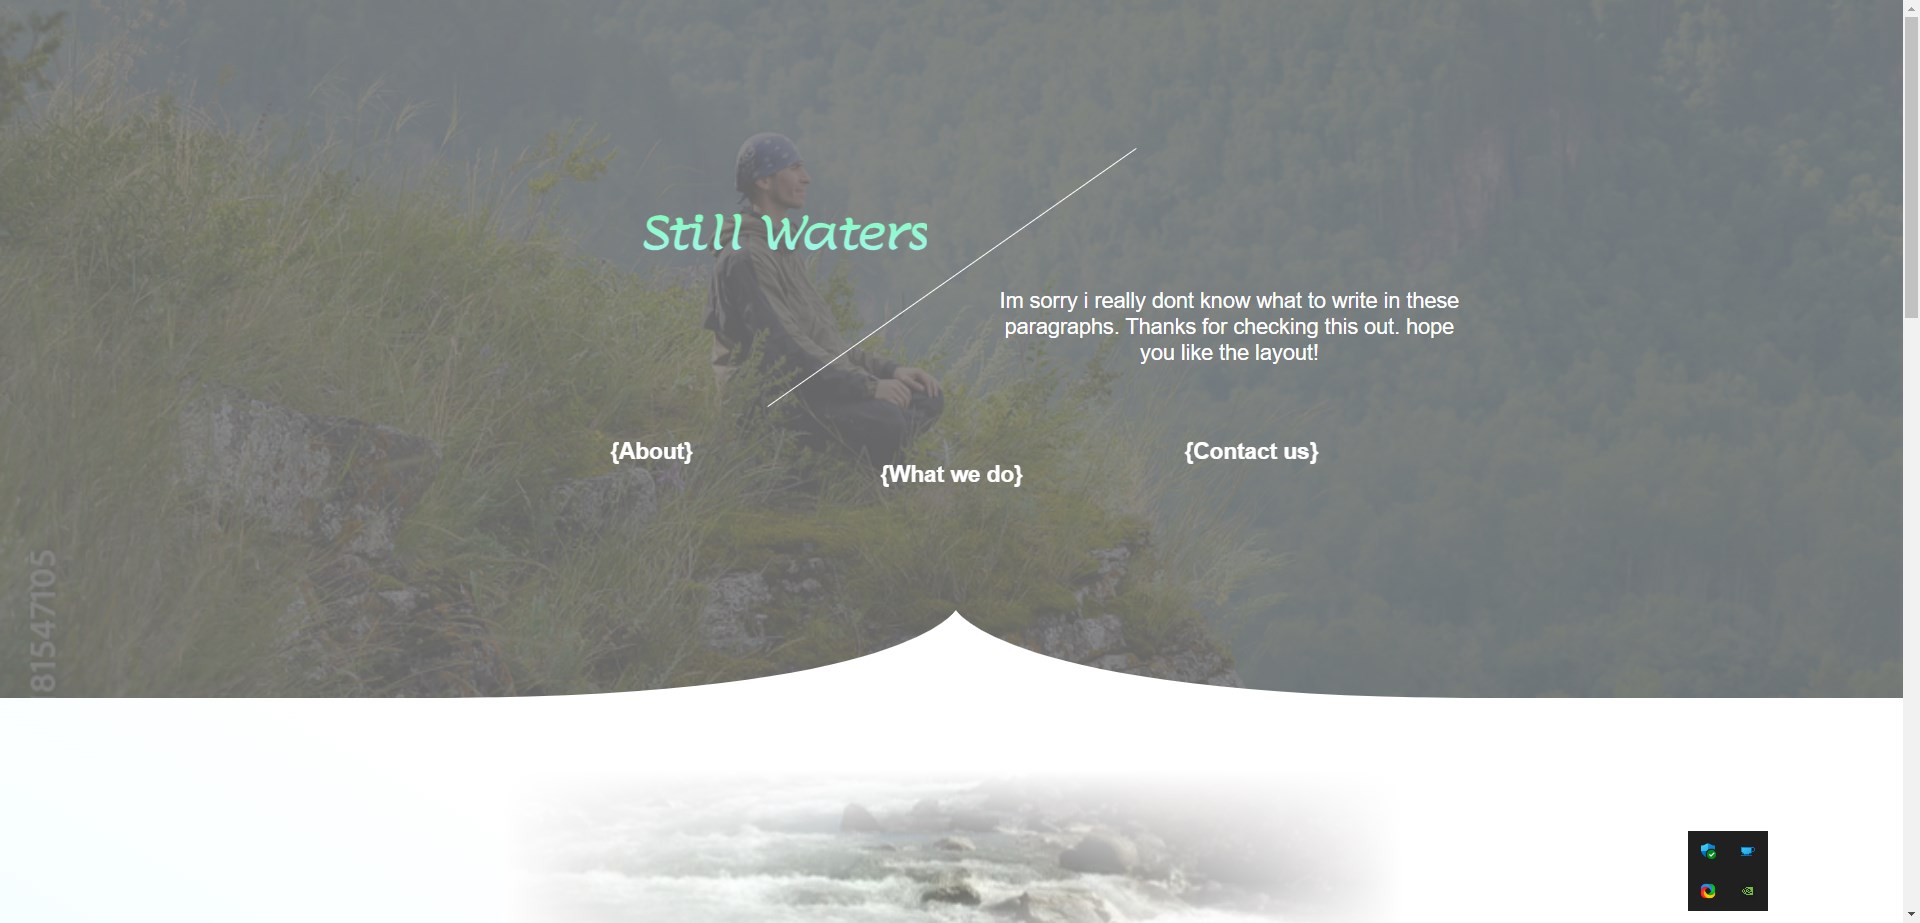 Still Waters
Im sorry i really dont know what to write in these
paragraphs. Thanks for checking this out. hope
you like the layout!
{About}
{What we do}
{Contact us}
81547105